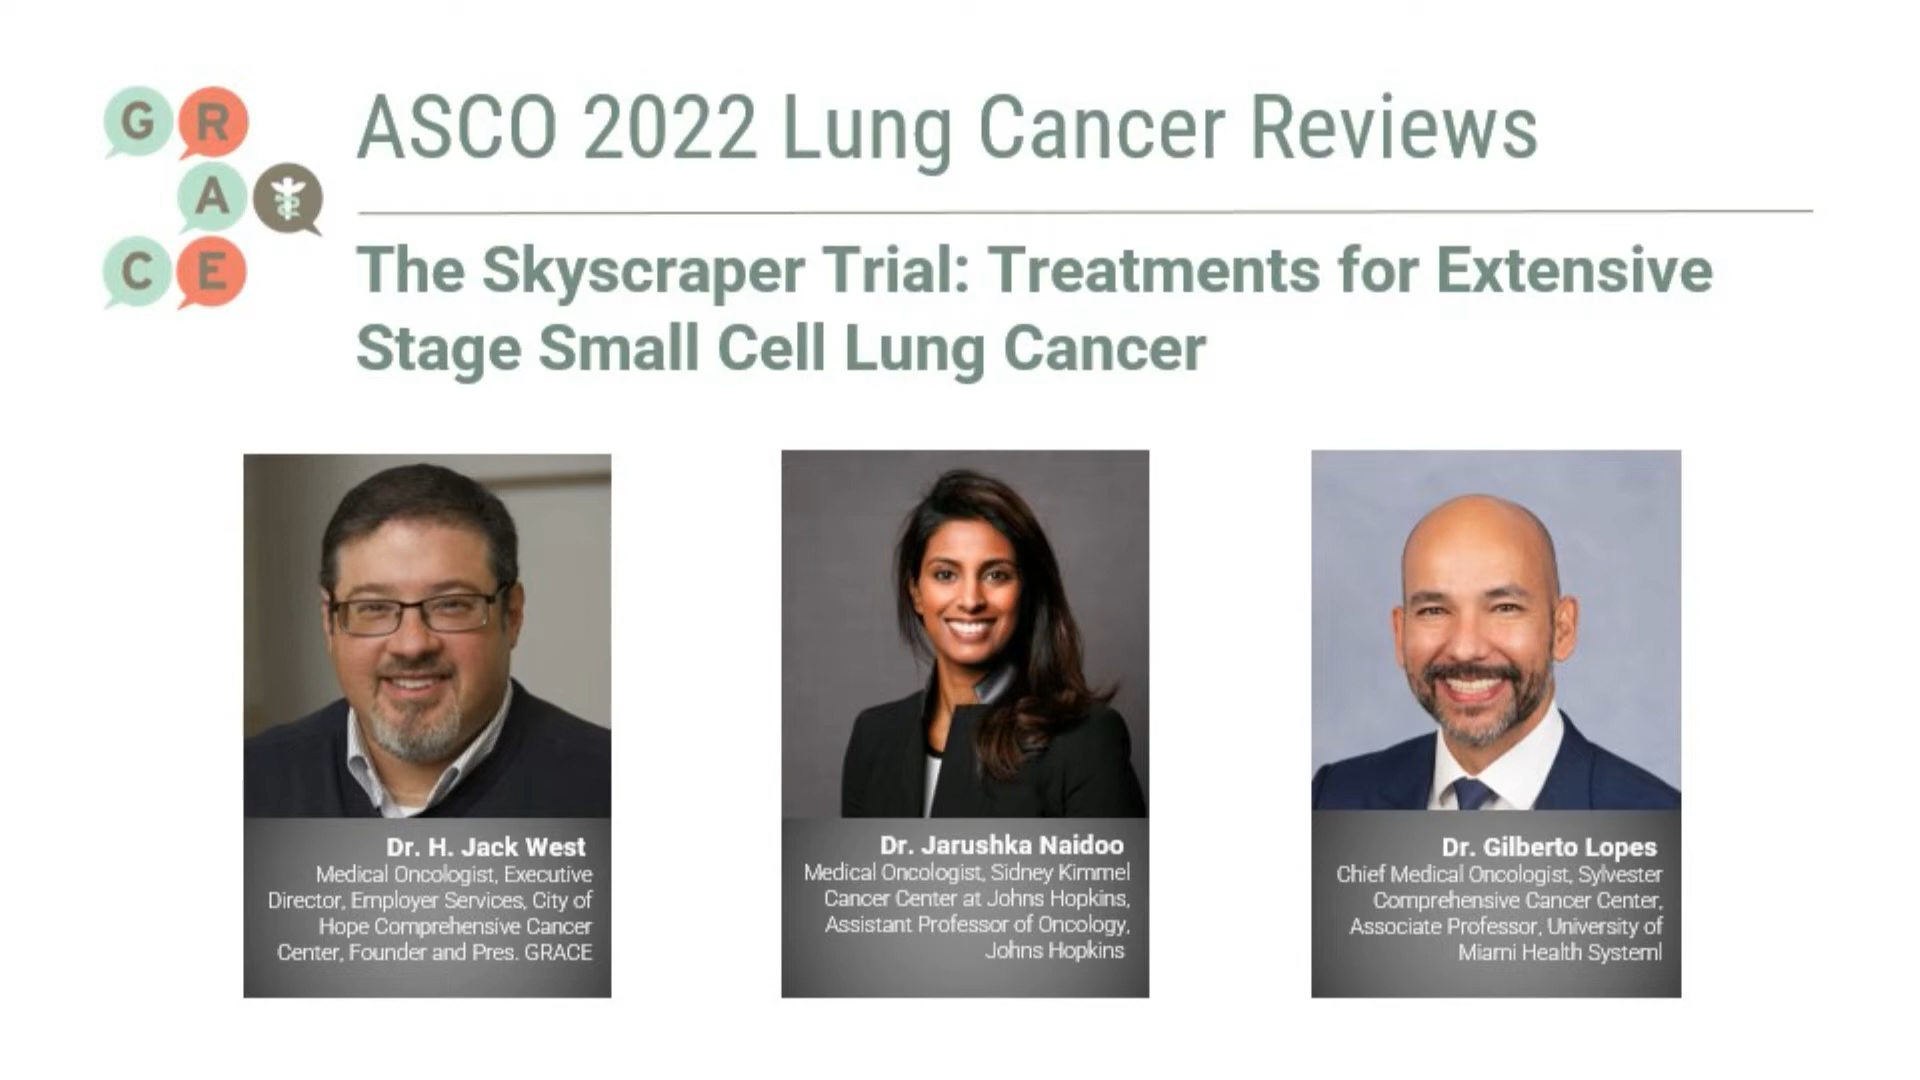 G R
A
C E
ASCO 2022 Lung Cancer Reviews
The Skyscraper Trial: Treatments for Extensive
Stage Small Cell Lung Cancer
Dr. H. Jack West
Medical Oncologist, Executive
Director, Employer Services, City of
Hope Comprehensive Cancer
Center, Founder and Pres. GRACE
Dr. Jarushka Naidoo
Medical Oncologist, Sidney Kimmel
Cancer Center at Johns Hopkins,
Assistant Professor of Oncology,
Johns Hopkins
Dr. Gilberto Lopes
Chief Medical Oncologist, Sylvester
Comprehensive Cancer Center,
Associate Professor, University of
Miami Health Systeml